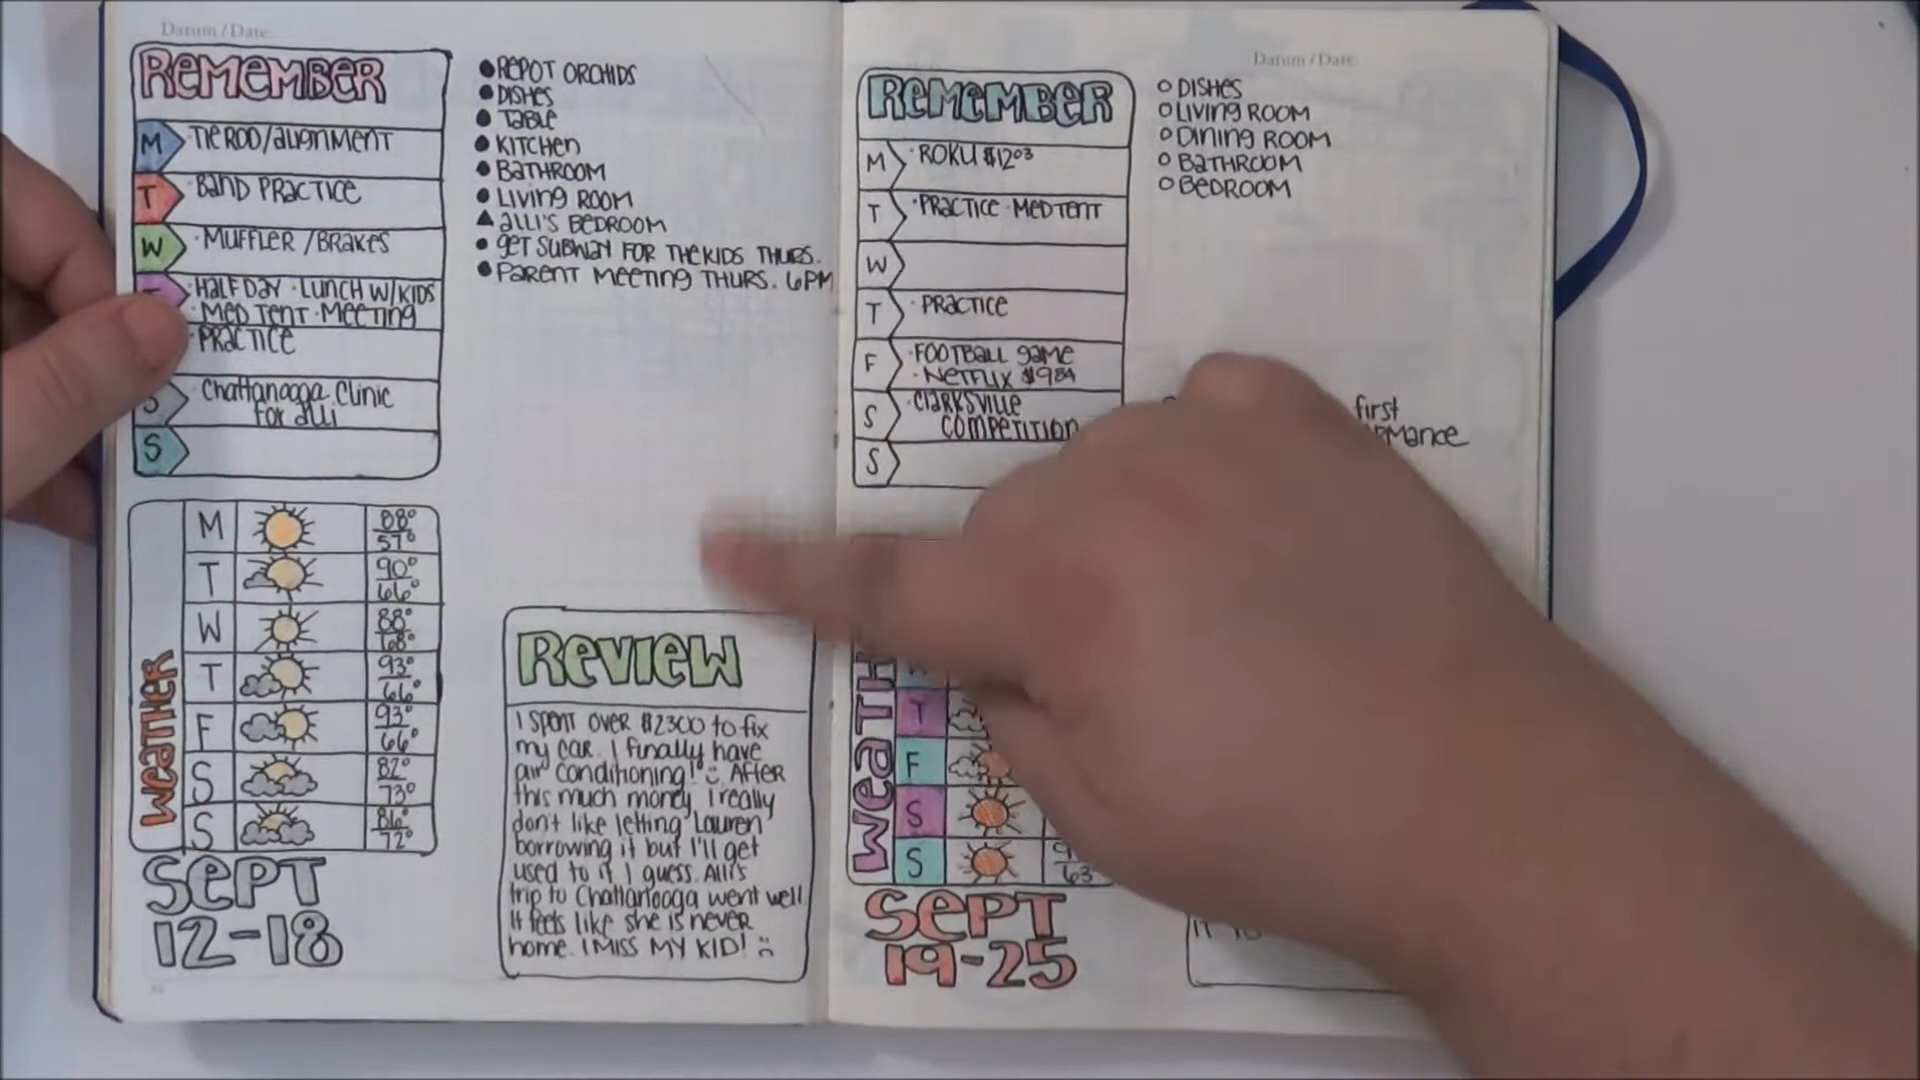 Datum / Date:
REMEMBER
M · TIE ROD/ALIGNMENT
T · BAND PRACTICE
W · MUFFLER / BRAKES
· HALF DAY · LUNCH W/KIDS
· MED TENT · MEETING
· PRACTICE
S · Chattanooga Clinic
for alli
S
● REPOT ORCHIDS
● DISHES
● TABLE
● KITCHEN
● BATHROOM
● LIVING ROOM
▲ ALLI'S BEDROOM
● GET SUBWAY FOR THE KIDS THURS.
● PARENT MEETING THURS. 6PM
WEATHER
M 88° 57°
T 90° 66°
W 88° 68°
T 93° 66°
F 93° 66°
S 82° 73°
S 86° 72°
SEPT
12-18
REVIEW
I spent over $2300 to fix
my car. I finally have
air conditioning! After
this much money, I really
don't like letting Lauren
borrowing it but I'll get
used to it I guess. Alli's
trip to Chattanooga went well
It feels like she is never
home. I MISS MY KID!
Datum / Date:
REMEMBER
M · ROKU $12.03
T · PRACTICE · MED TENT
W
T · PRACTICE
F · FOOTBALL GAME
· NETFLIX $9.84
S · CLARKSVILLE
COMPETITION
S
○ DISHES
○ LIVING ROOM
○ DINING ROOM
○ BATHROOM
○ BEDROOM
first
WEATH
T
F
S
S 63
SEPT
19-25